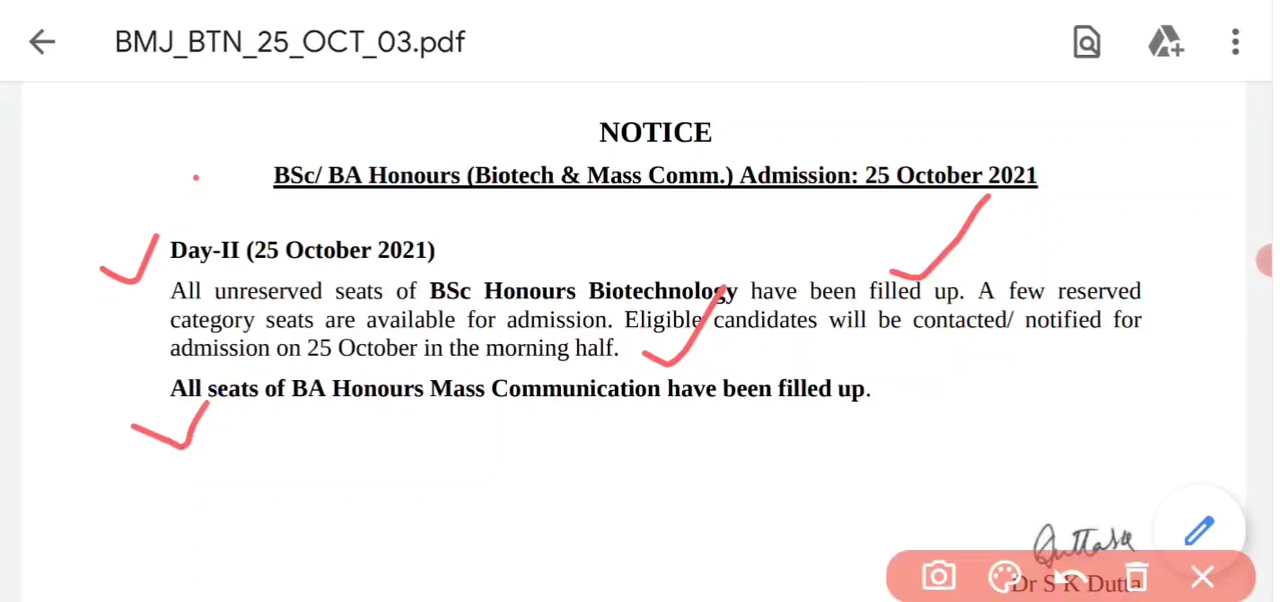 BMJ_BTN_25_OCT_03.pdf
NOTICE
BSc/ BA Honours (Biotech & Mass Comm.) Admission: 25 October 2021
Day-II (25 October 2021)
All unreserved seats of BSc Honours Biotechnology have been filled up. A few reserved
category seats are available for admission. Eligible candidates will be contacted/ notified for
admission on 25 October in the morning half.
All seats of BA Honours Mass Communication have been filled up.
Dr S K Dutta